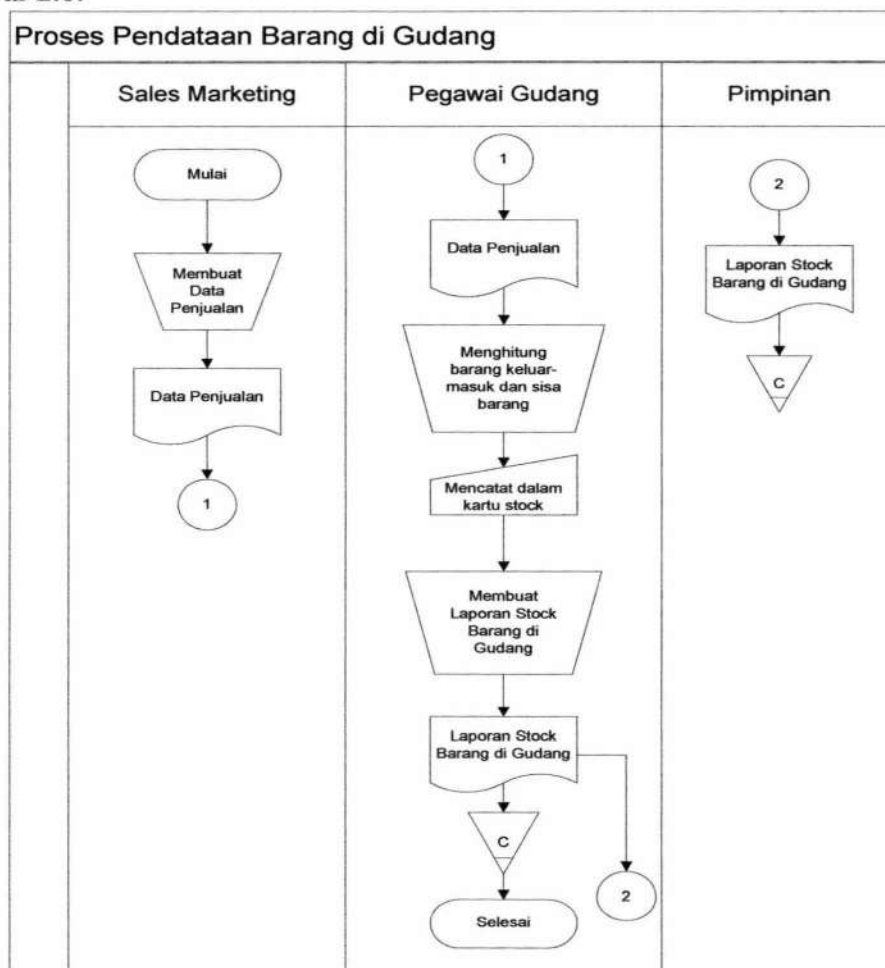 Proses Pendataan Barang di Gudang
Sales Marketing
Pegawai Gudang
Pimpinan
Mulai
Membuat
Data
Penjualan
Data Penjualan
1
1
Data Penjualan
Menghitung
barang keluar-
masuk dan sisa
barang
Mencatat dalam
kartu stock
Membuat
Laporan Stock
Barang di
Gudang
Laporan Stock
Barang di Gudang
C
Selesai
2
2
Laporan Stock
Barang di Gudang
C